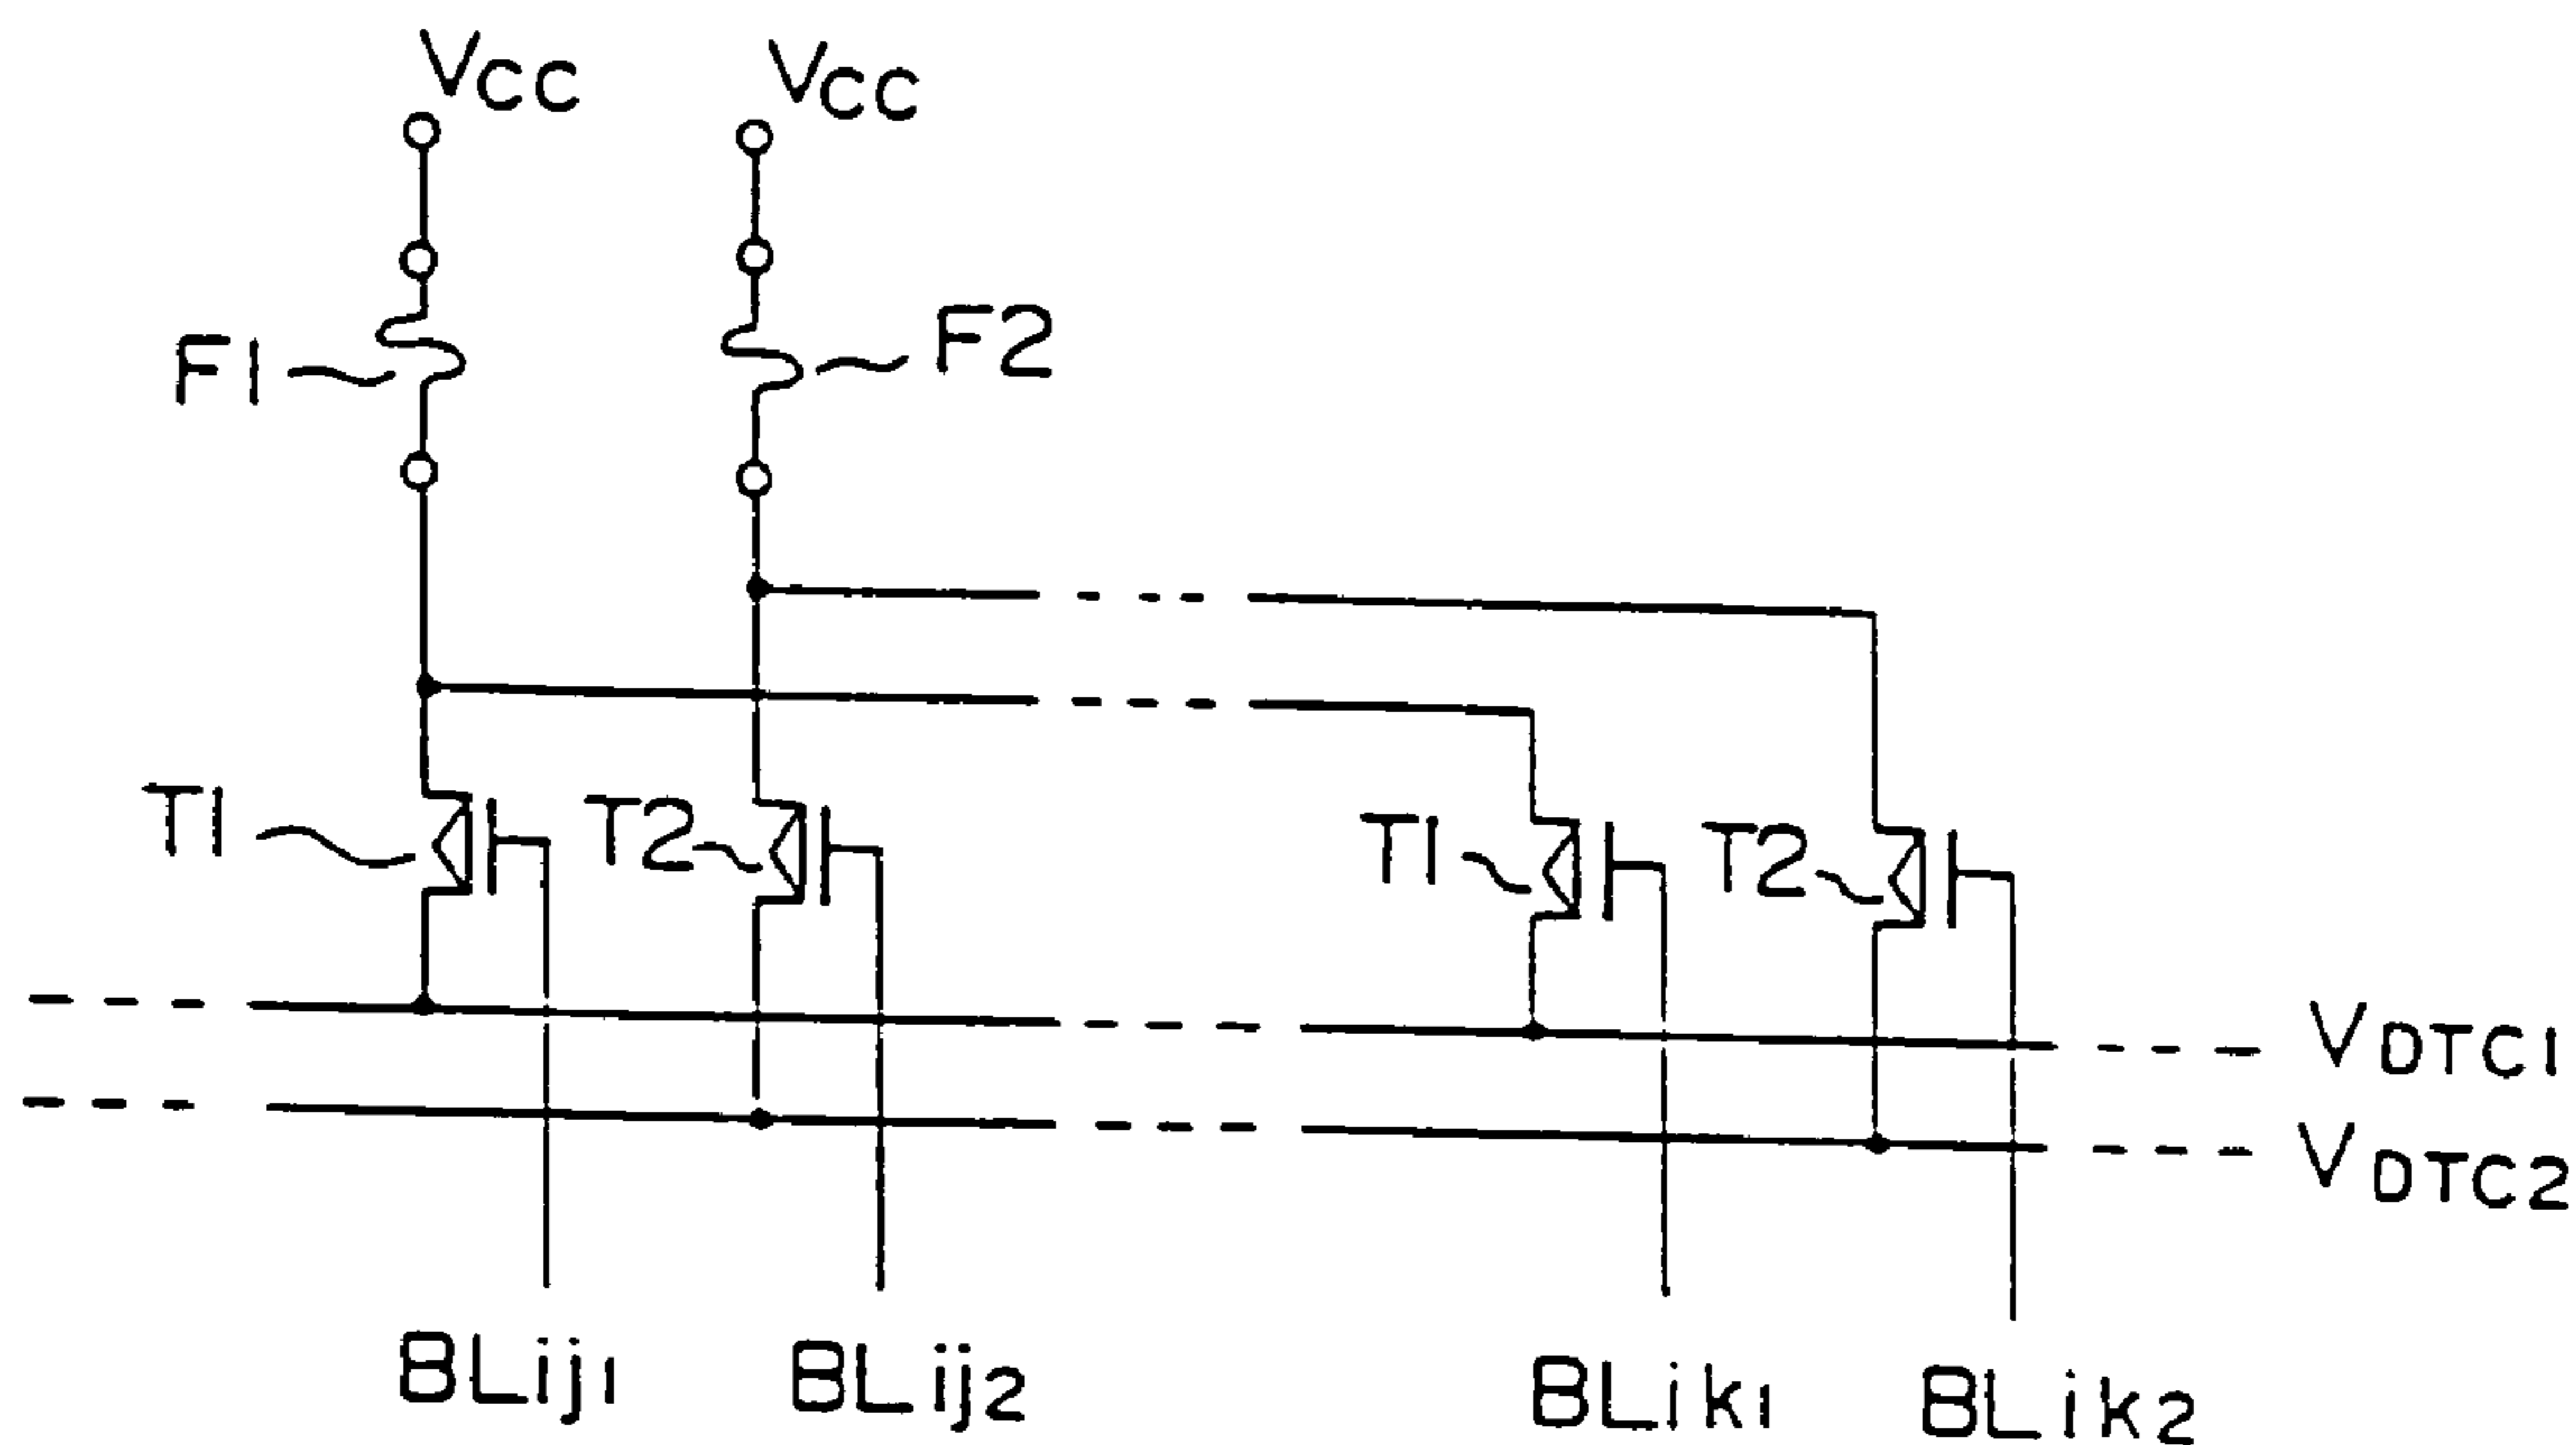 VCC VCC
F1 F2
T1 T2 T1 T2
VDTC1
VDTC2
BLij1 BLij2 BLik1 BLik2